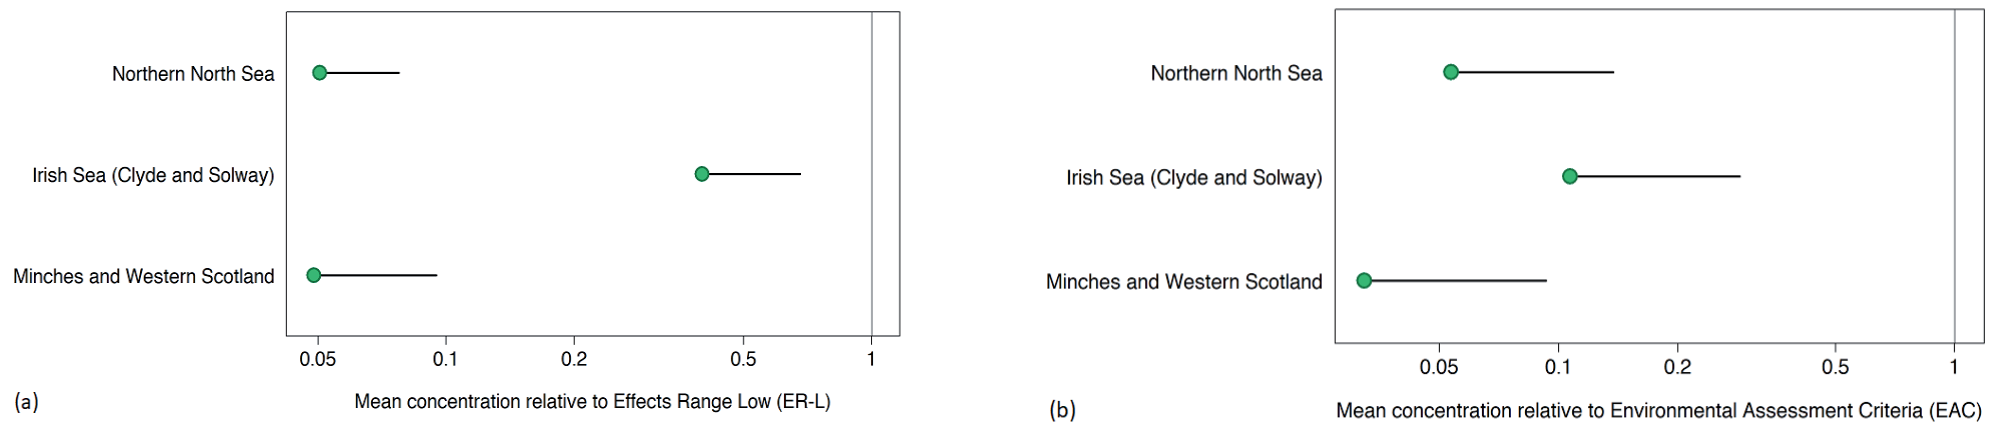 Northern North Sea
Irish Sea (Clyde and Solway)
Minches and Western Scotland
0.05 0.1 0.2 0.5 1
Mean concentration relative to Effects Range Low (ER-L)
(a)
Northern North Sea
Irish Sea (Clyde and Solway)
Minches and Western Scotland
0.05 0.1 0.2 0.5 1
Mean concentration relative to Environmental Assessment Criteria (EAC)
(b)